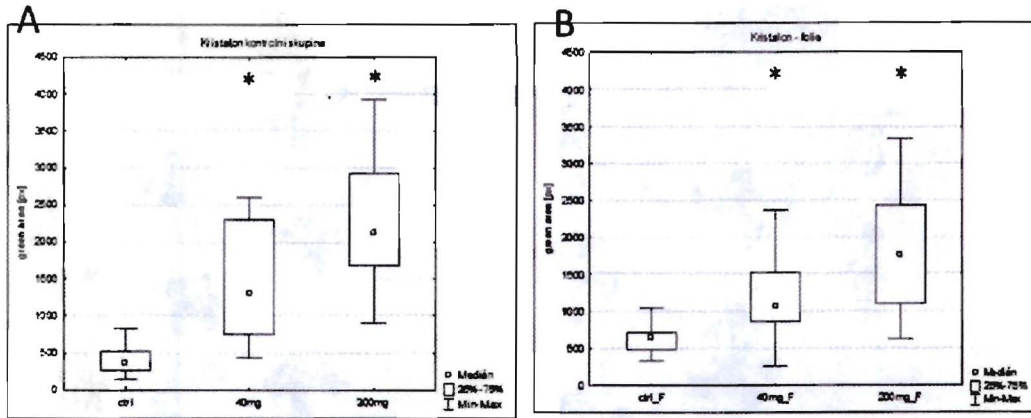 A
Kristalon kontrolní skupina
4500
4000
3500
3000
2500
2000
1500
1000
500
0
green area [px]
* *
ctrl 40mg 200mg
Medián
25%-75%
Min-Max
B
Kristalon - folie
4500
4000
3500
3000
2500
2000
1500
1000
500
0
green area [px]
* *
ctrl_F 40mg_F 200mg_F
Medián
25%-75%
Min-Max